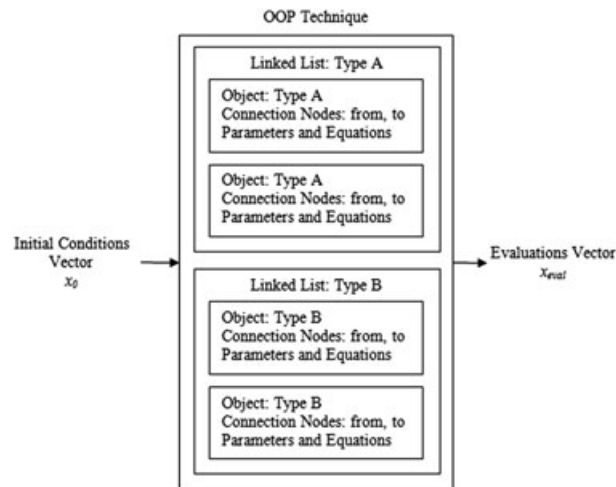 OOP Technique
Linked List: Type A
Object: Type A
Connection Nodes: from, to
Parameters and Equations
Object: Type A
Connection Nodes: from, to
Parameters and Equations
Initial Conditions
Vector
x0
Evaluations Vector
xeval
Linked List: Type B
Object: Type B
Connection Nodes: from, to
Parameters and Equations
Object: Type B
Connection Nodes: from, to
Parameters and Equations